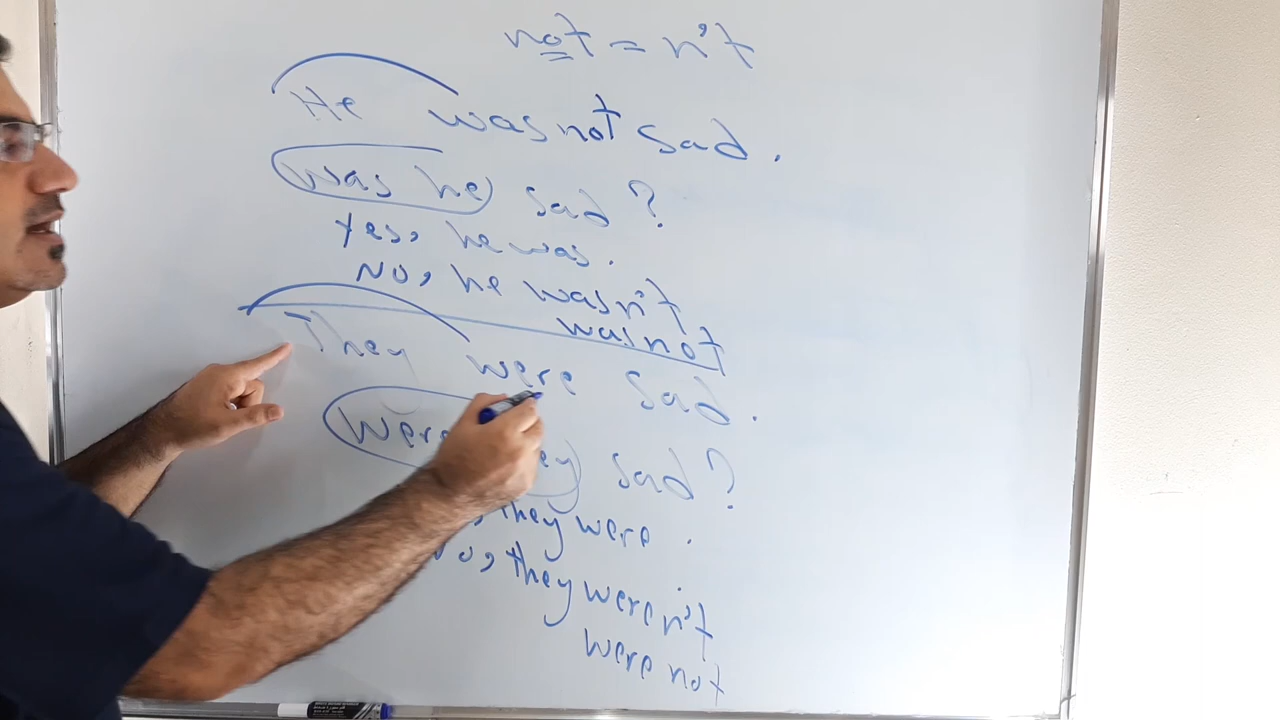 not = n't
He was not sad.
Was he sad?
Yes, he was.
No, he wasn't
was not
They were sad.
Were sad?
, they were.
, they weren't
were not